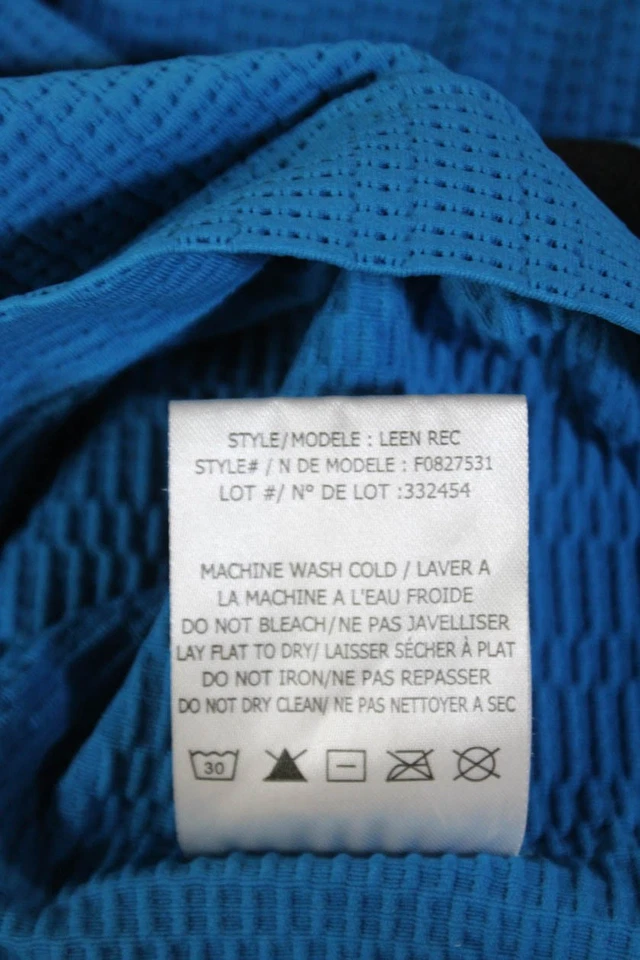 STYLE/MODELE : LEEN REC
STYLE# / N DE MODELE : F0827531
LOT #/ N° DE LOT :332454
MACHINE WASH COLD / LAVER A
LA MACHINE A L'EAU FROIDE
DO NOT BLEACH/NE PAS JAVELLISER
LAY FLAT TO DRY/ LAISSER SÉCHER À PLAT
DO NOT IRON/NE PAS REPASSER
DO NOT DRY CLEAN/ NE PAS NETTOYER A SEC
30